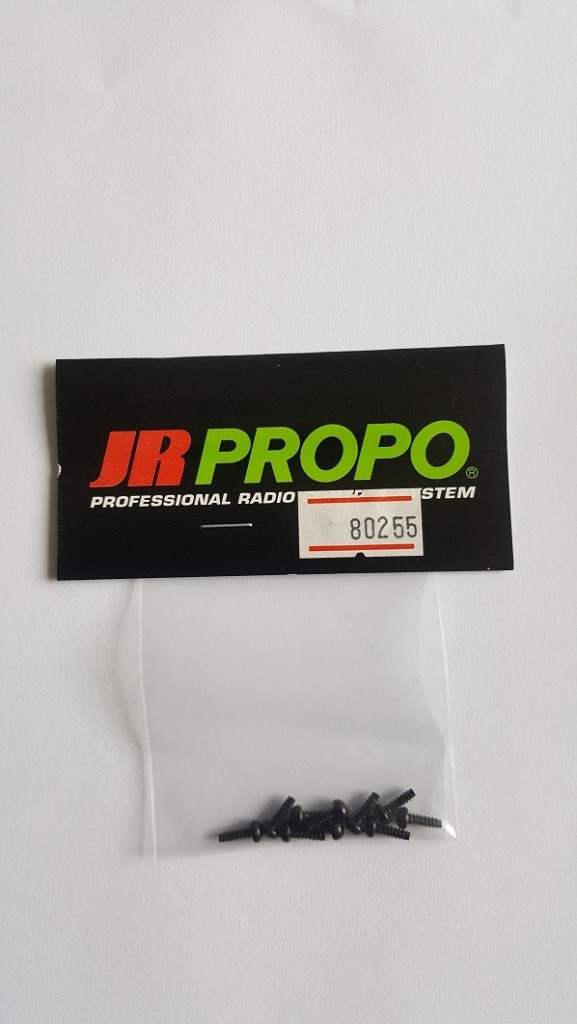 JR PROPO®
PROFESSIONAL RADIO STEM
80255